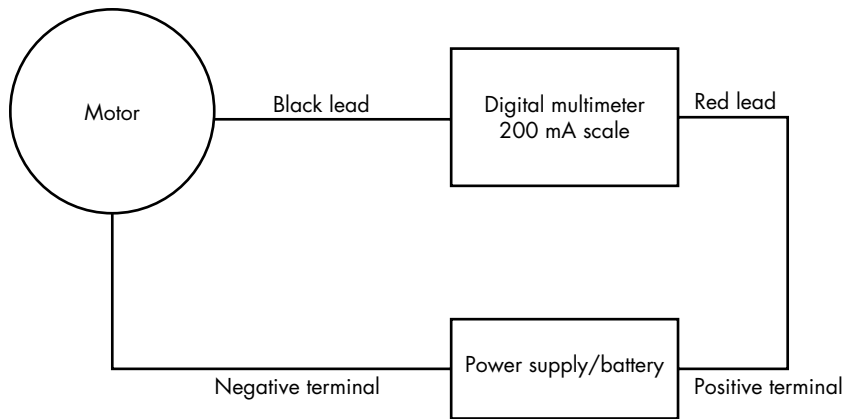 Motor
Black lead
Digital multimeter
200 mA scale
Red lead
Negative terminal
Power supply/battery
Positive terminal